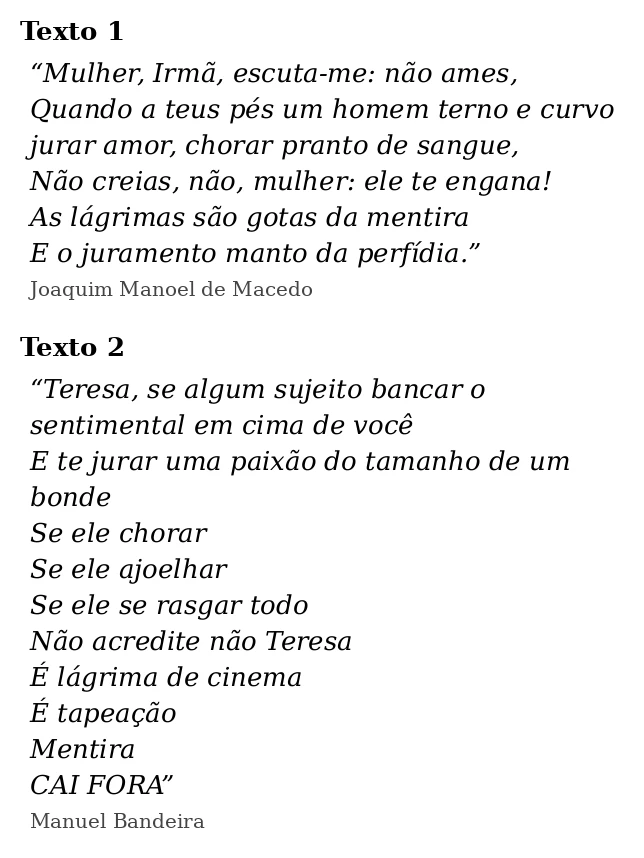 Texto 1
“Mulher, Irmã, escuta-me: não ames,
Quando a teus pés um homem terno e curvo
jurar amor, chorar pranto de sangue,
Não creias, não, mulher: ele te engana!
As lágrimas são gotas da mentira
E o juramento manto da perfídia.”
Joaquim Manoel de Macedo
Texto 2
“Teresa, se algum sujeito bancar o
sentimental em cima de você
E te jurar uma paixão do tamanho de um
bonde
Se ele chorar
Se ele ajoelhar
Se ele se rasgar todo
Não acredite não Teresa
É lágrima de cinema
É tapeação
Mentira
CAI FORA”
Manuel Bandeira